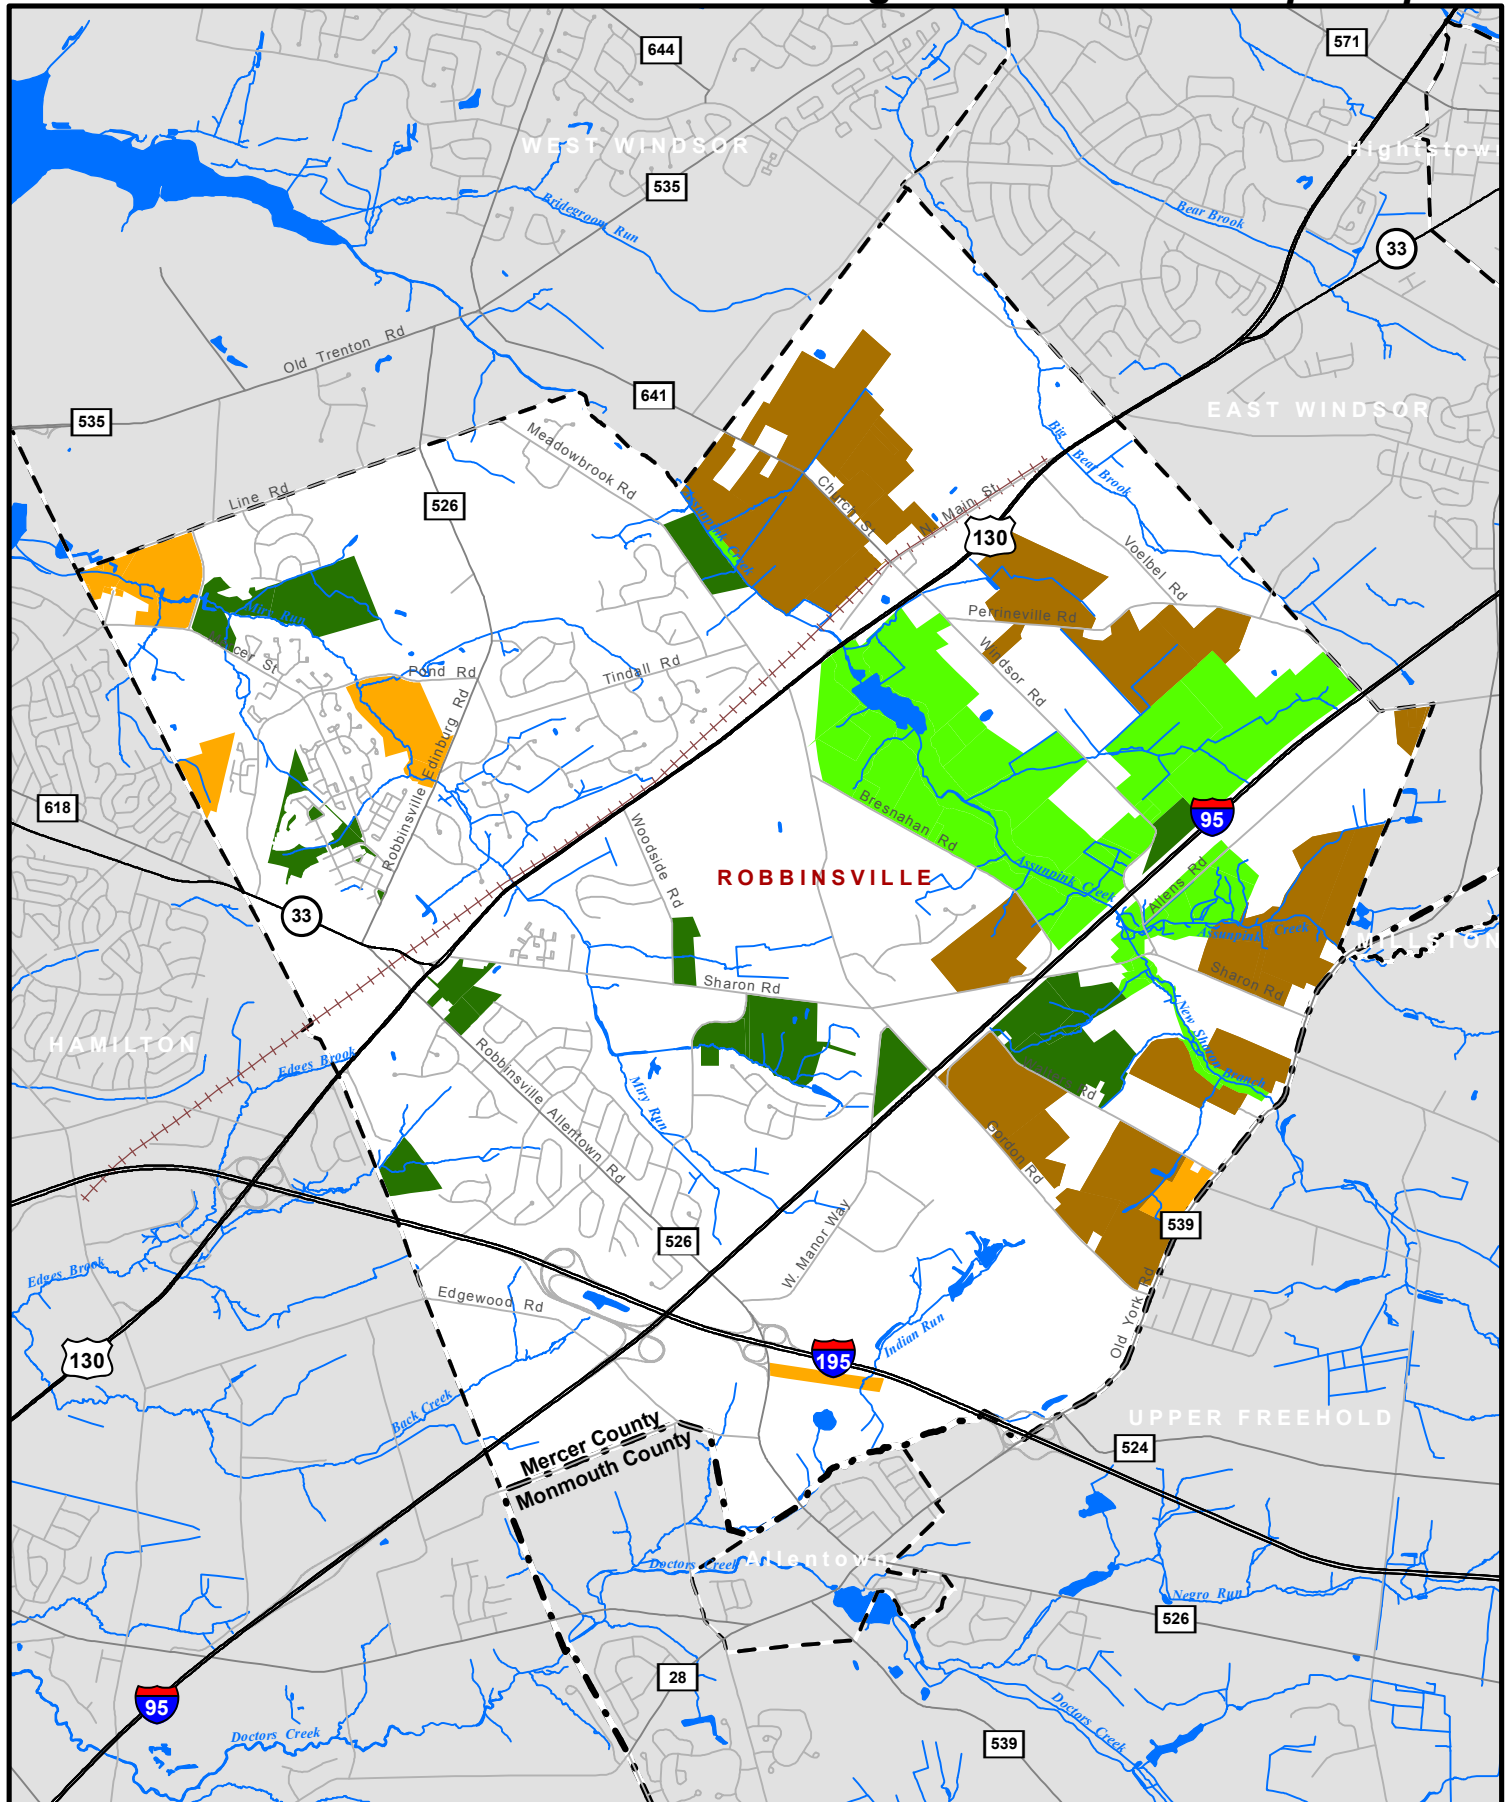 644
571
WEST WINDSOR
Hightstown
535
Bridegroom Run
Bear Brook
33
Old Trenton Rd
641
EAST WINDSOR
535
Meadowbrook Rd
Big Bear Brook
Line Rd
526
Church St
N. Main St
Assunpink Creek
130
Voelbel Rd
Miry Run
Perrineville Rd
Windsor Rd
Pond Rd
Tindall Rd
Robbinsville Edinburg Rd
618
Woodside Rd
Bresnahan Rd
95
ROBBINSVILLE
Assunpink Creek
Allens Rd
33
Assunpink Creek
MILLSTON
Sharon Rd
Sharon Rd
HAMILTON
Edges Brook
Robbinsville Allentown Rd
Miry Run
New Sharon Branch
Rd
Gordon Rd
539
526
W. Manor Way
Edges Brook
Edgewood Rd
Indian Run
Old York Rd
130
195
Back Creek
Mercer County
Monmouth County
UPPER FREEHOLD
524
Doctors Creek
Allentown
Negro Run
526
28
95
Doctors Creek
Doctors Creek
539